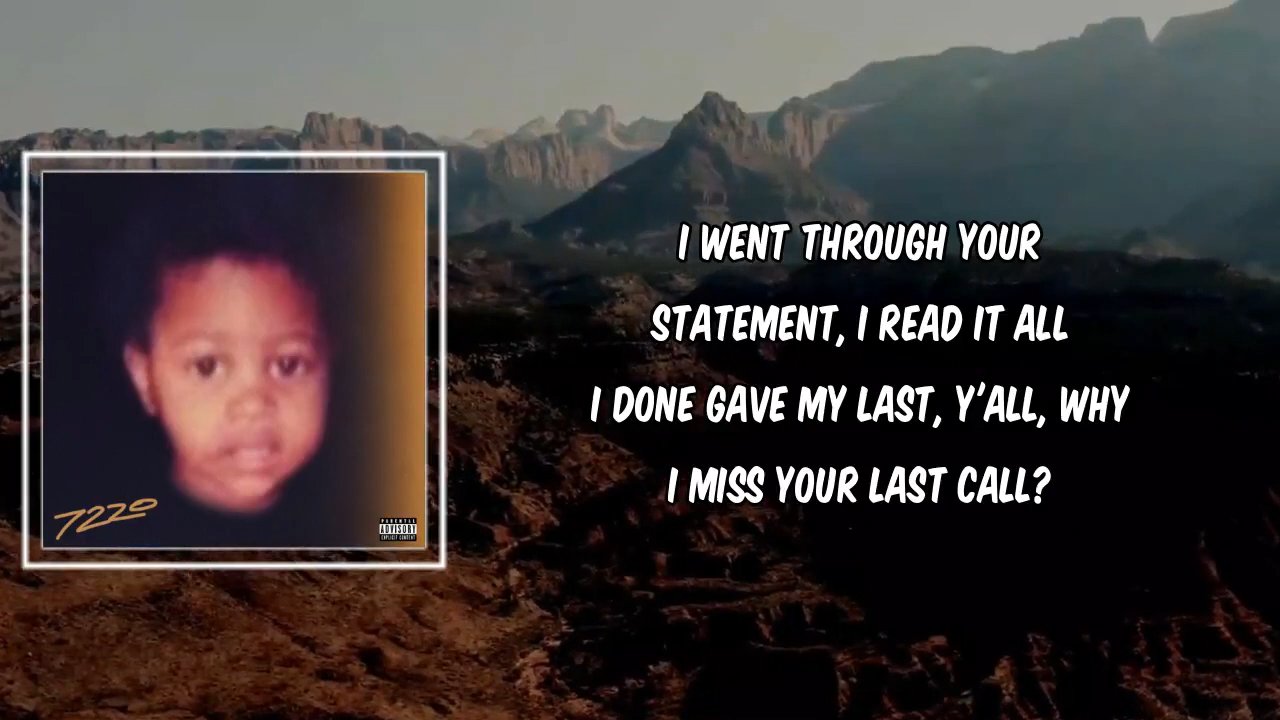 I WENT THROUGH YOUR
STATEMENT, I READ IT ALL
I DONE GAVE MY LAST, Y'ALL, WHY
I MISS YOUR LAST CALL?
7220
PARENTAL
ADVISORY
EXPLICIT CONTENT